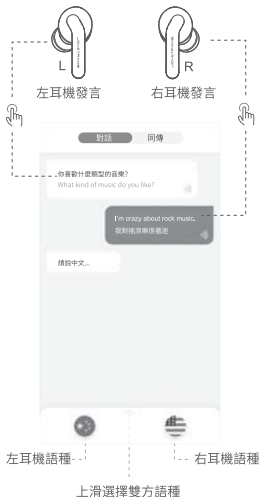 L
R
左耳機發言
右耳機發言
對話
同傳
你喜歡什麼類型的音樂?
What kind of music do you like?
I'm crazy about rock music.
我對搖滾樂很著迷
請說中文...
左耳機語種
右耳機語種
上滑選擇雙方語種